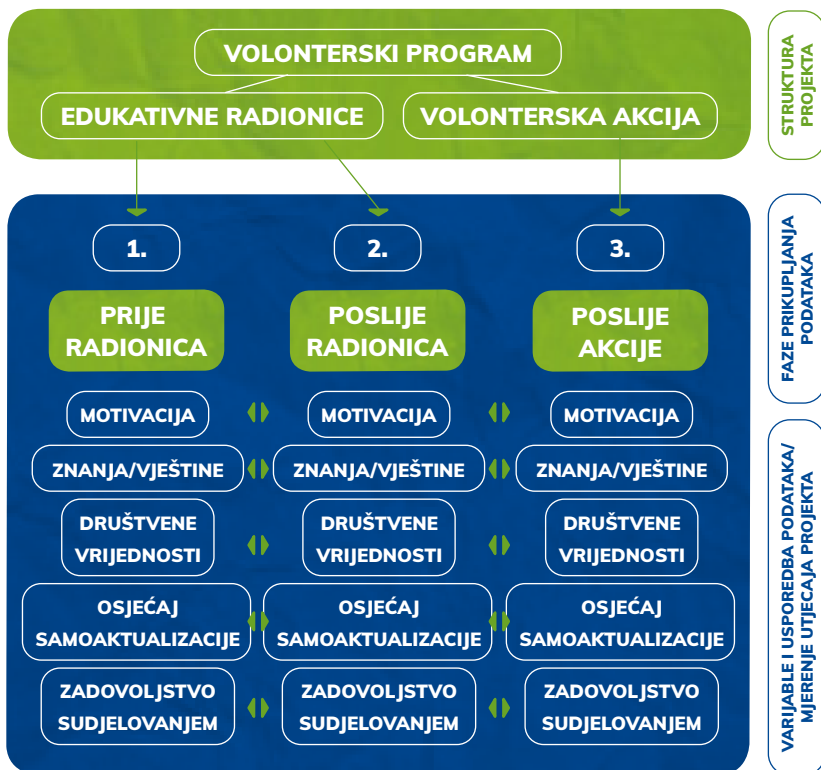 VOLONTERSKI PROGRAM
EDUKATIVNE RADIONICE
VOLONTERSKA AKCIJA
STRUKTURA
PROJEKTA
1.
2.
3.
PRIJE
RADIONICA
POSLIJE
RADIONICA
POSLIJE
AKCIJE
FAZE PRIKUPLJANJA
PODATAKA
MOTIVACIJA
MOTIVACIJA
MOTIVACIJA
ZNANJA/VJEŠTINE
ZNANJA/VJEŠTINE
ZNANJA/VJEŠTINE
DRUŠTVENE
VRIJEDNOSTI
DRUŠTVENE
VRIJEDNOSTI
DRUŠTVENE
VRIJEDNOSTI
OSJEĆAJ
SAMOAKTUALIZACIJE
OSJEĆAJ
SAMOAKTUALIZACIJE
OSJEĆAJ
SAMOAKTUALIZACIJE
ZADOVOLJSTVO
SUDJELOVANJEM
ZADOVOLJSTVO
SUDJELOVANJEM
ZADOVOLJSTVO
SUDJELOVANJEM
VARIJABLE I USPOREDBA PODATAKA/
MJERENJE UTJECAJA PROJEKTA